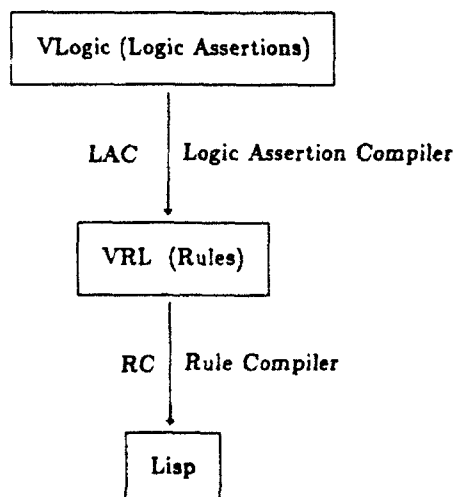 VLogic (Logic Assertions)
LAC Logic Assertion Compiler
VRL (Rules)
RC Rule Compiler
Lisp